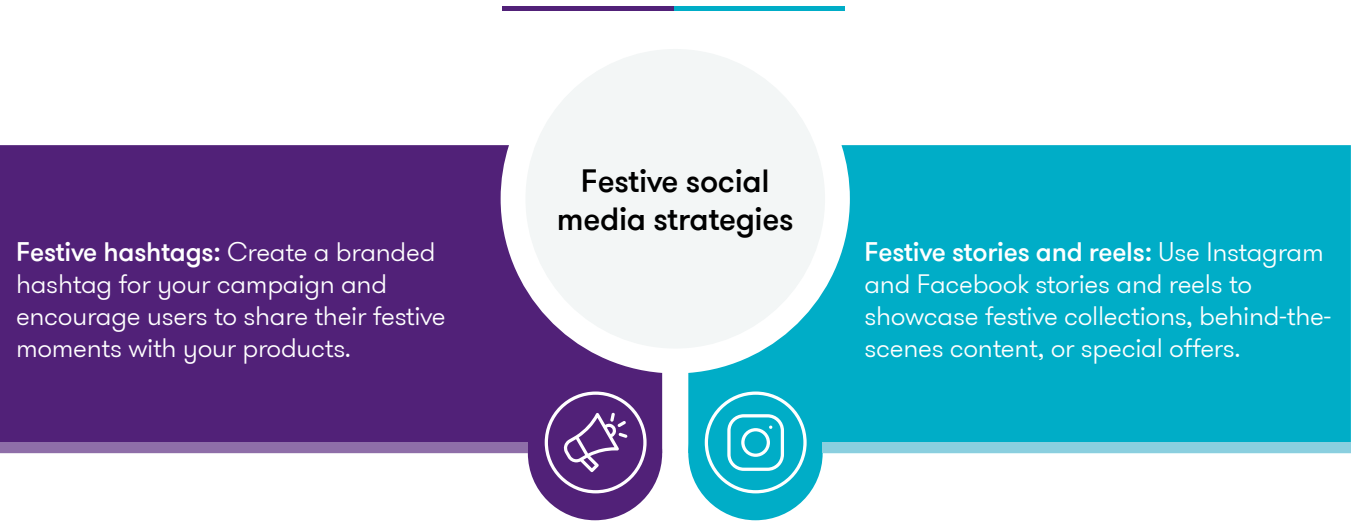 Festive social
media strategies
Festive hashtags: Create a branded
hashtag for your campaign and
encourage users to share their festive
moments with your products.
Festive stories and reels: Use Instagram
and Facebook stories and reels to
showcase festive collections, behind-the-
scenes content, or special offers.